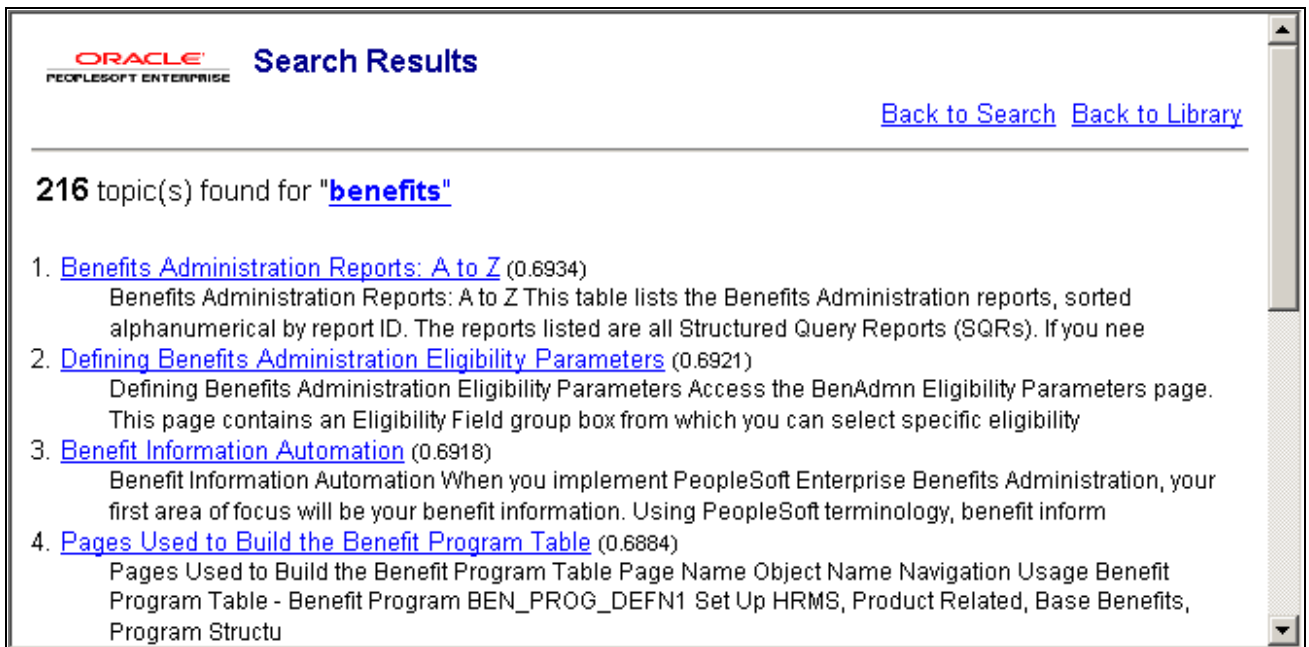 ORACLE'
PEOPLESOFT ENTERPRISE
Search Results
Back to Search Back to Library
216 topic(s) found for "benefits"
1. Benefits Administration Reports: A to Z (0.6934)
Benefits Administration Reports: A to Z This table lists the Benefits Administration reports, sorted
alphanumerical by report ID. The reports listed are all Structured Query Reports (SQRs). If you nee
2. Defining Benefits Administration Eligibility Parameters (0.6921)
Defining Benefits Administration Eligibility Parameters Access the BenAdmn Eligibility Parameters page.
This page contains an Eligibility Field group box from which you can select specific eligibility
3. Benefit Information Automation (0.6918)
Benefit Information Automation When you implement PeopleSoft Enterprise Benefits Administration, your
first area of focus will be your benefit information. Using PeopleSoft terminology, benefit inform
4. Pages Used to Build the Benefit Program Table (0.6884)
Pages Used to Build the Benefit Program Table Page Name Object Name Navigation Usage Benefit
Program Table - Benefit Program BEN_PROG_DEFN1 Set Up HRMS, Product Related, Base Benefits,
Program Structu